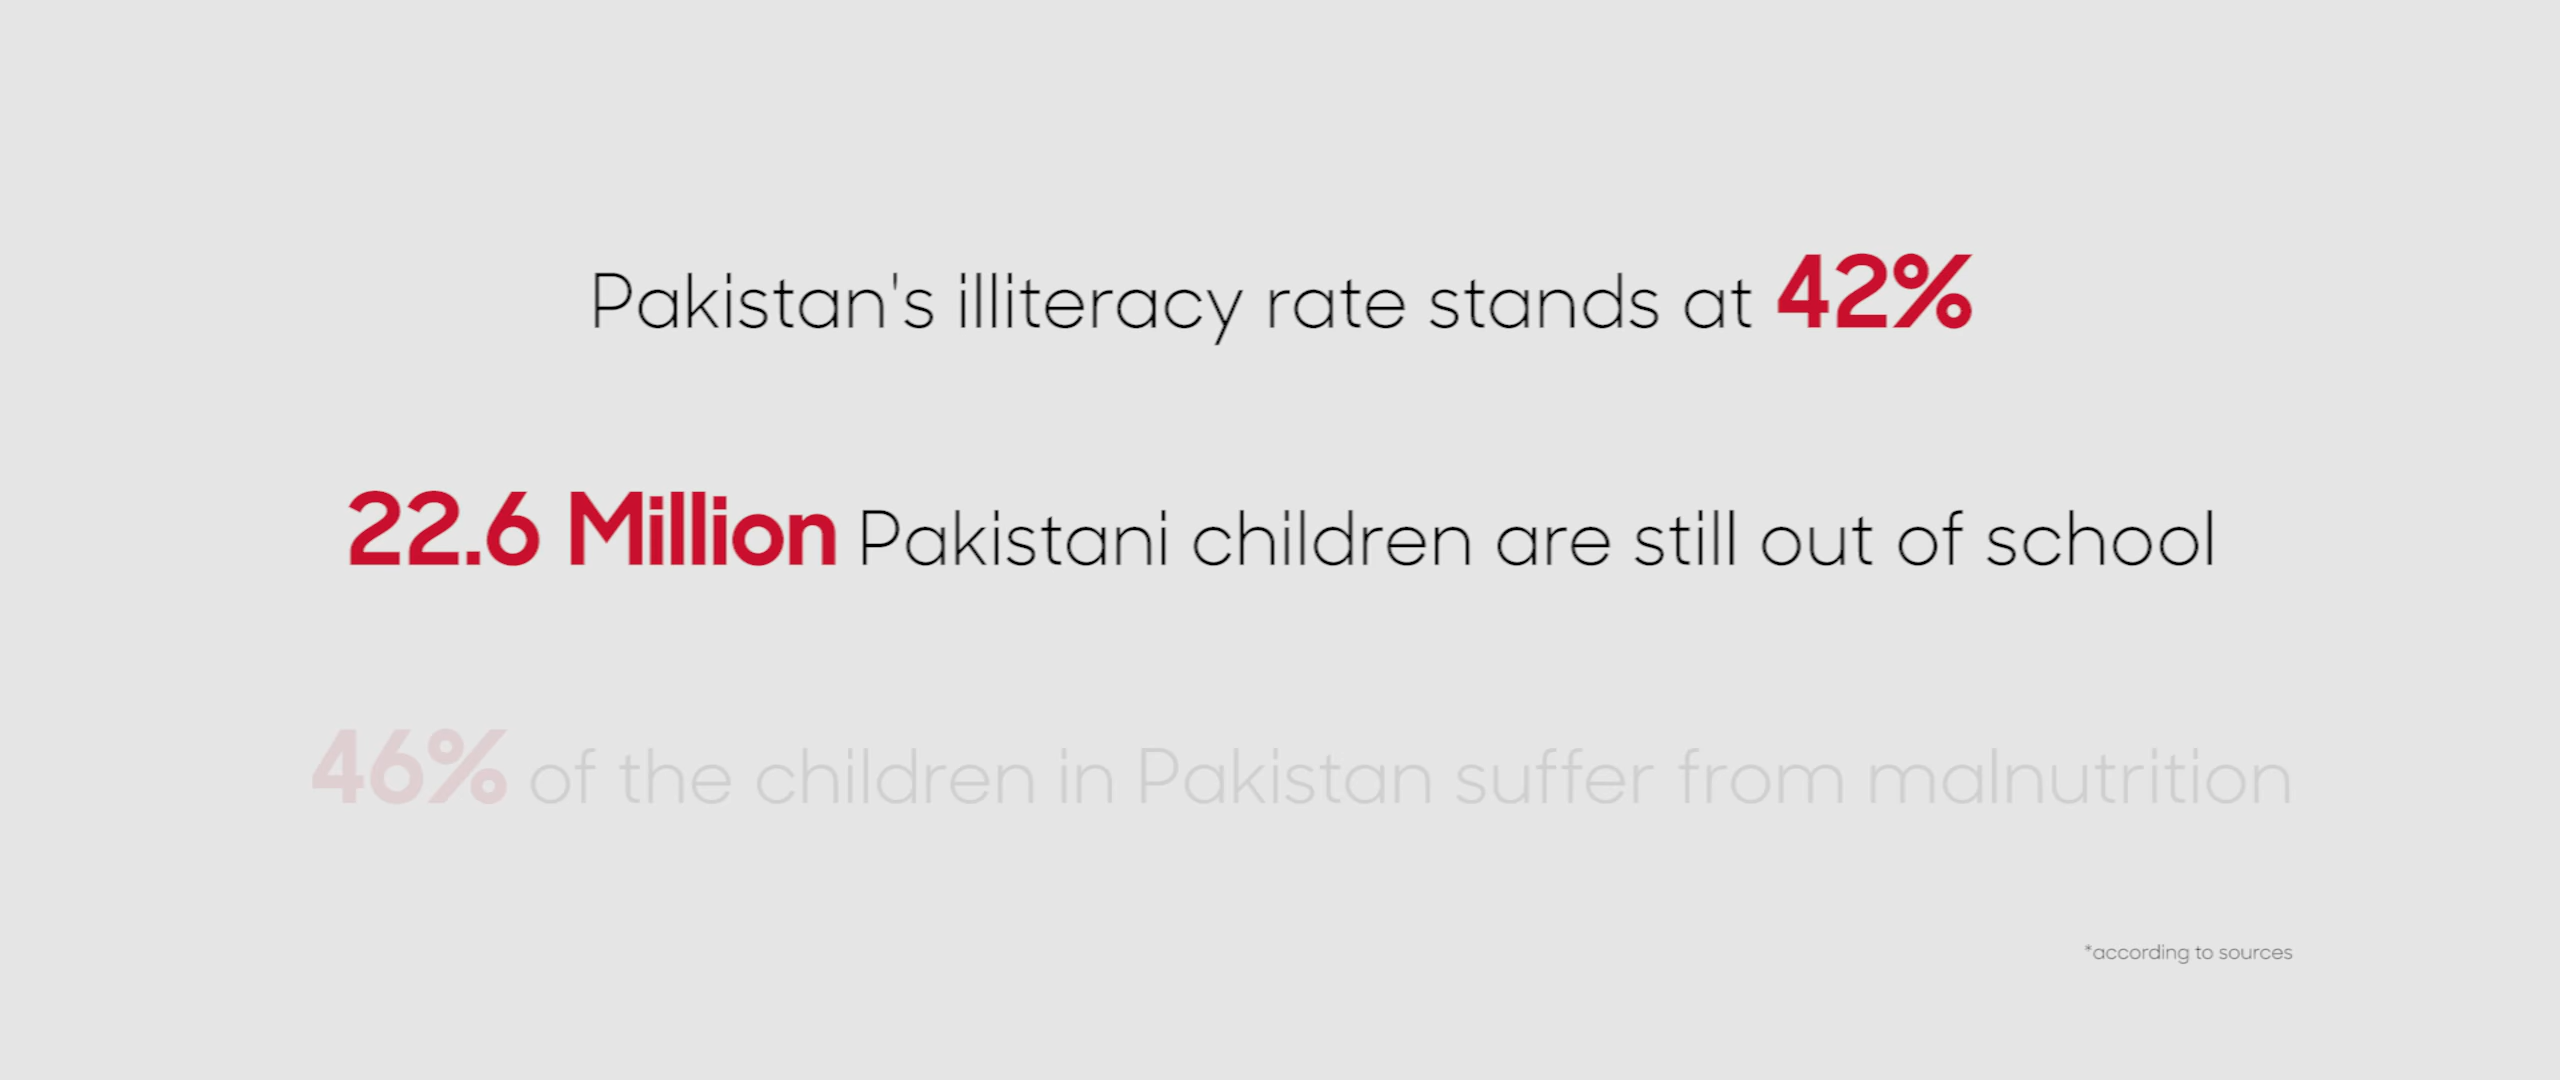 Pakistan's illiteracy rate stands at 42%
22.6 Million Pakistani children are still out of school
46% of the children in Pakistan suffer from malnutrition
*according to sources